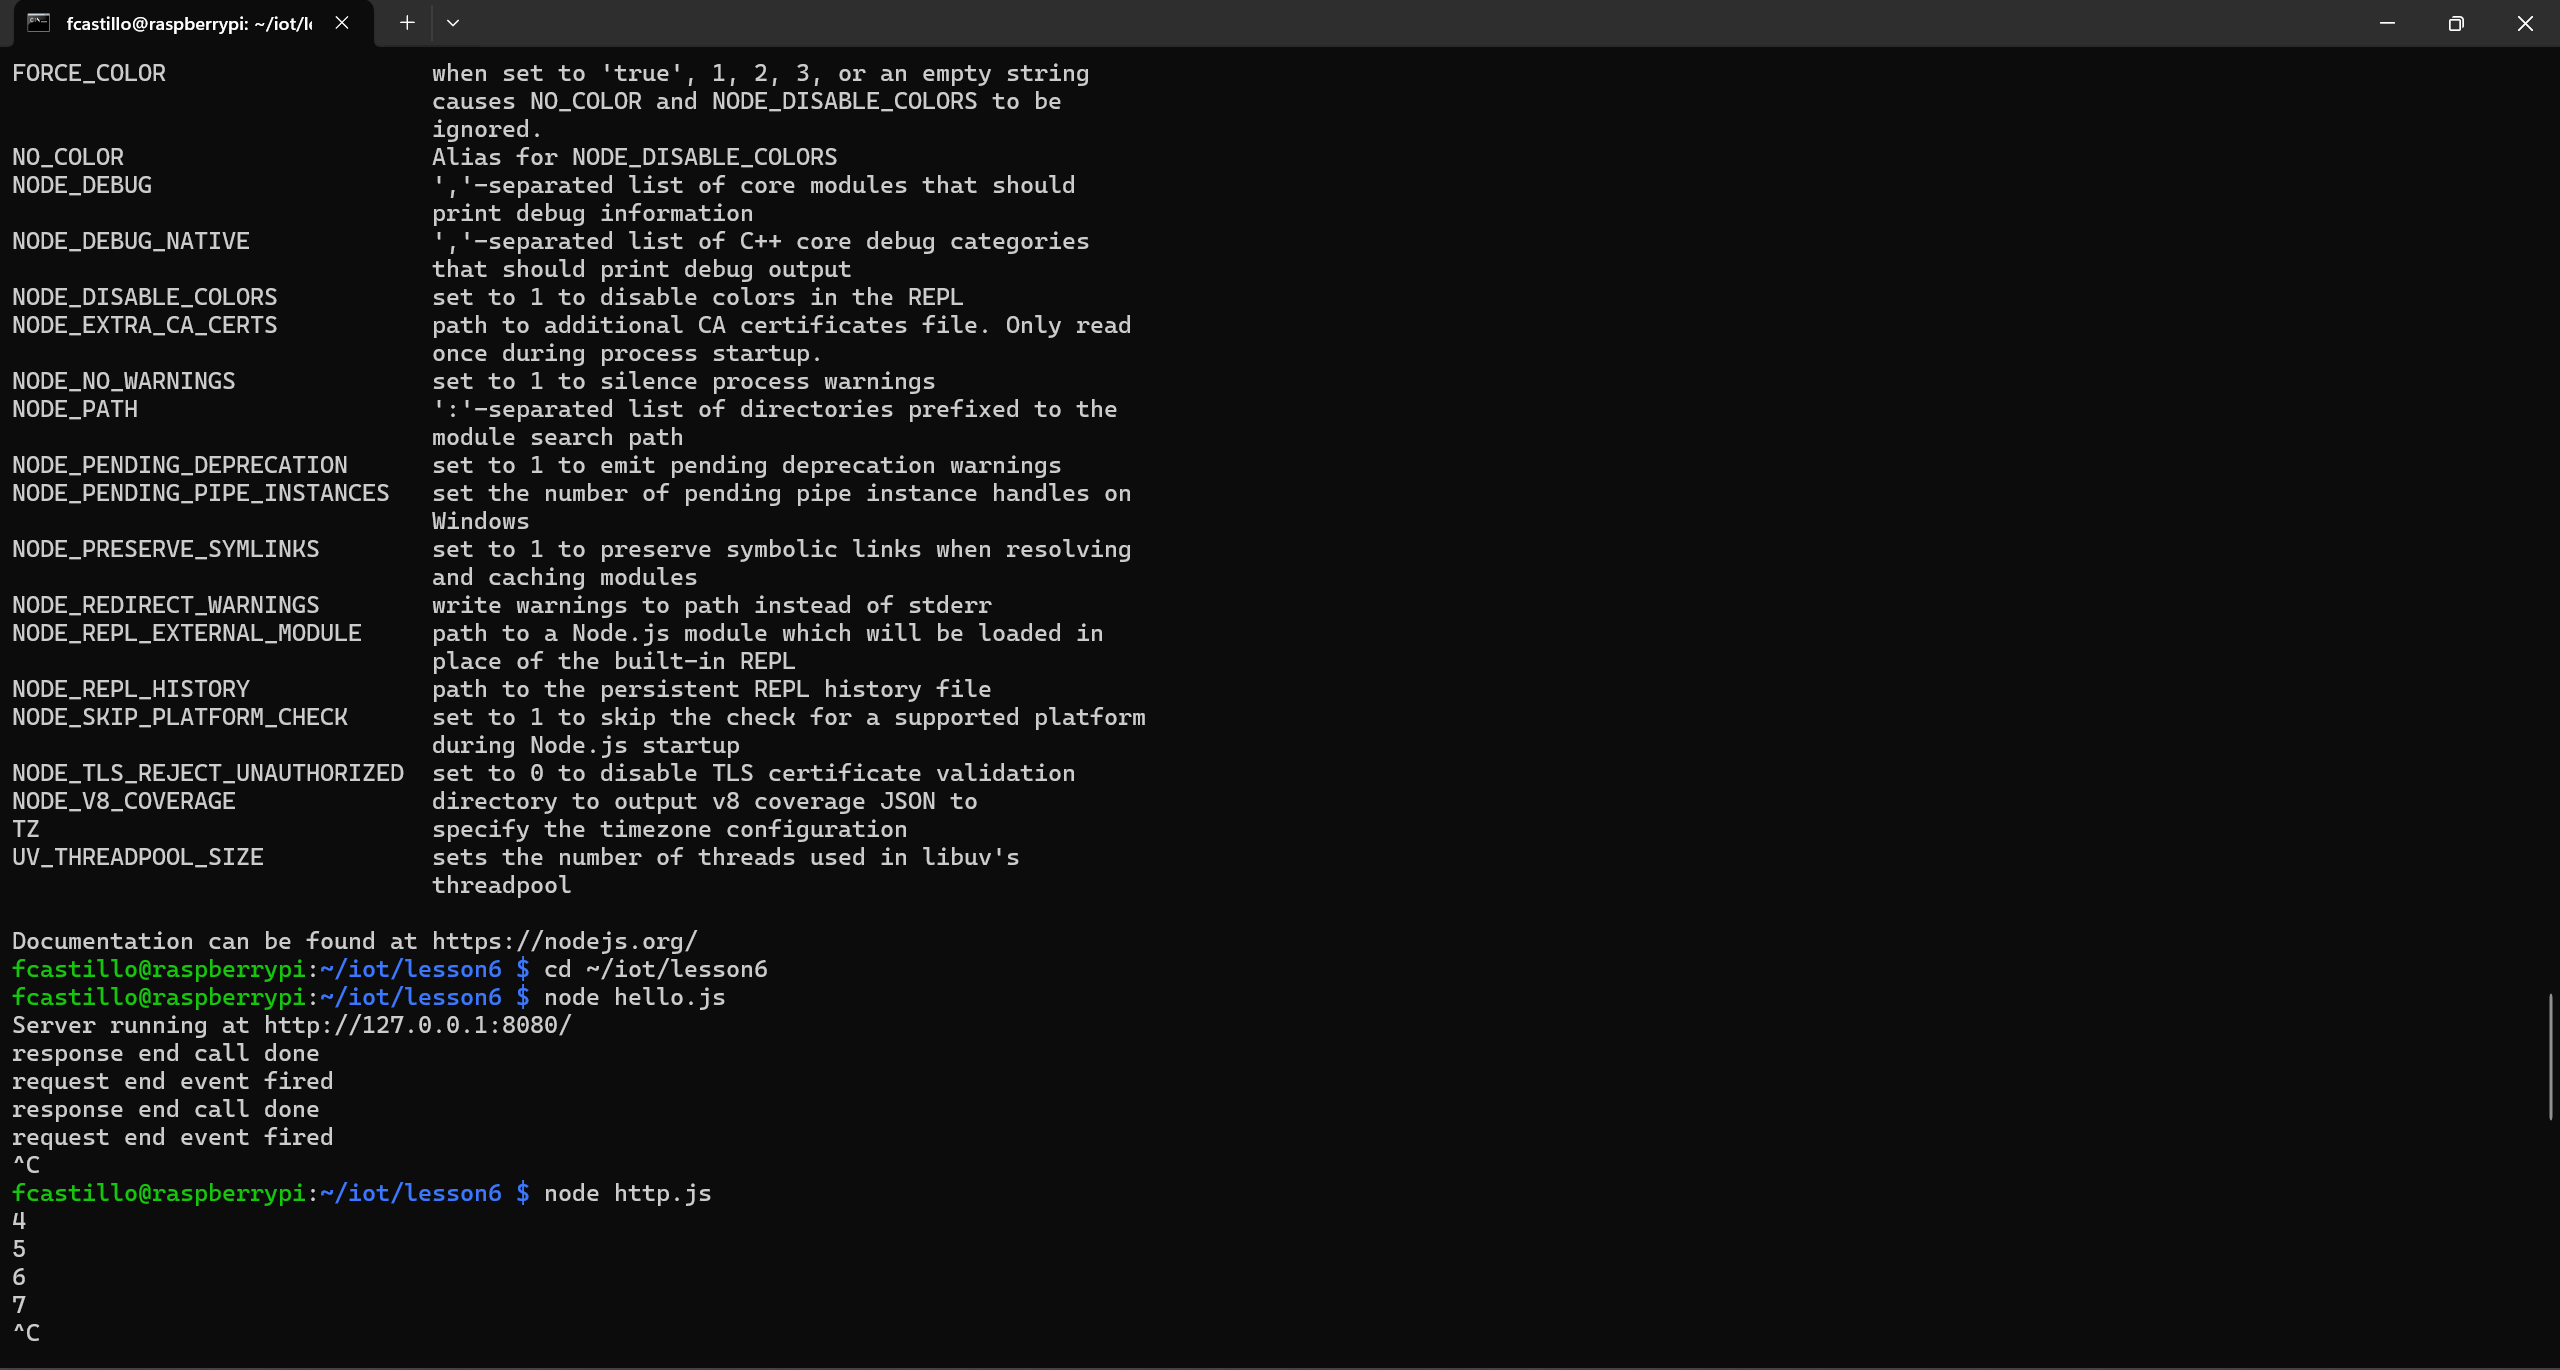 fcastillo@raspberrypi: ~/iot/l
FORCE_COLOR                   when set to 'true', 1, 2, 3, or an empty string
                              causes NO_COLOR and NODE_DISABLE_COLORS to be
                              ignored.
NO_COLOR                      Alias for NODE_DISABLE_COLORS
NODE_DEBUG                    ','-separated list of core modules that should
                              print debug information
NODE_DEBUG_NATIVE             ','-separated list of C++ core debug categories
                              that should print debug output
NODE_DISABLE_COLORS           set to 1 to disable colors in the REPL
NODE_EXTRA_CA_CERTS           path to additional CA certificates file. Only read
                              once during process startup.
NODE_NO_WARNINGS              set to 1 to silence process warnings
NODE_PATH                     ':'-separated list of directories prefixed to the
                              module search path
NODE_PENDING_DEPRECATION      set to 1 to emit pending deprecation warnings
NODE_PENDING_PIPE_INSTANCES   set the number of pending pipe instance handles on
                              Windows
NODE_PRESERVE_SYMLINKS        set to 1 to preserve symbolic links when resolving
                              and caching modules
NODE_REDIRECT_WARNINGS        write warnings to path instead of stderr
NODE_REPL_EXTERNAL_MODULE     path to a Node.js module which will be loaded in
                              place of the built-in REPL
NODE_REPL_HISTORY             path to the persistent REPL history file
NODE_SKIP_PLATFORM_CHECK      set to 1 to skip the check for a supported platform
                              during Node.js startup
NODE_TLS_REJECT_UNAUTHORIZED  set to 0 to disable TLS certificate validation
NODE_V8_COVERAGE              directory to output v8 coverage JSON to
TZ                            specify the timezone configuration
UV_THREADPOOL_SIZE            sets the number of threads used in libuv's
                              threadpool

Documentation can be found at https://nodejs.org/
fcastillo@raspberrypi:~/iot/lesson6 $ cd ~/iot/lesson6
fcastillo@raspberrypi:~/iot/lesson6 $ node hello.js
Server running at http://127.0.0.1:8080/
response end call done
request end event fired
response end call done
request end event fired
^C
fcastillo@raspberrypi:~/iot/lesson6 $ node http.js
4
5
6
7
^C